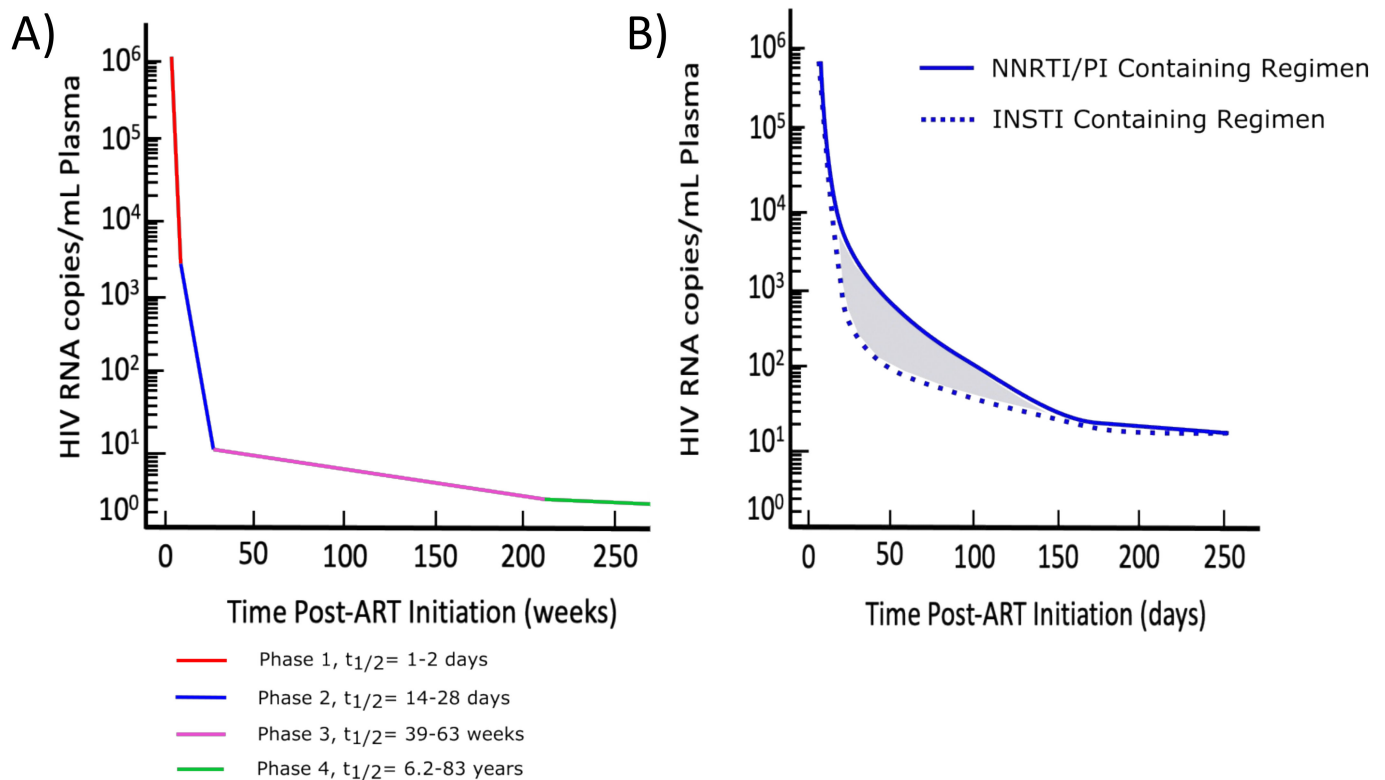 A)
HIV RNA copies/mL Plasma
10⁶
10⁵
10⁴
10³
10²
10¹
10⁰
0 50 100 150 200 250
Time Post-ART Initiation (weeks)
Phase 1, t1/2= 1-2 days
Phase 2, t1/2= 14-28 days
Phase 3, t1/2= 39-63 weeks
Phase 4, t1/2= 6.2-83 years
B)
NNRTI/PI Containing Regimen
INSTI Containing Regimen
HIV RNA copies/mL Plasma
10⁶
10⁵
10⁴
10³
10²
10¹
10⁰
0 50 100 150 200 250
Time Post-ART Initiation (days)